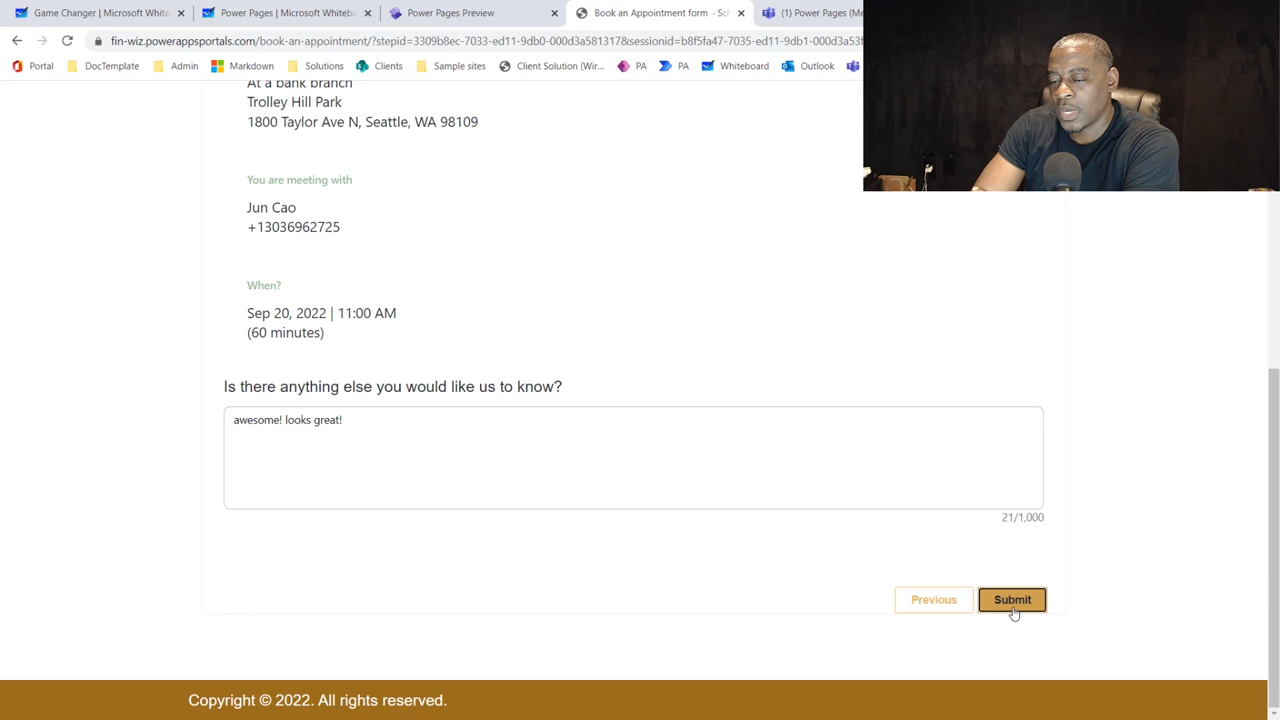 Game Changer | Microsoft White
Power Pages | Microsoft Whitebo
Power Pages Preview
Book an Appointment form · Sc
(1) Power Pages (Me
fin-wiz.powerappsportals.com/book-an-appointment/?stepid=3309b8ec-7033-ed11-9db0-000d3a581317&sessionid=b8f5fa47-7035-ed11-9db1-000d3a53f
Portal
DocTemplate
Admin
Markdown
Solutions
Clients
Sample sites
Client Solution (Wir...
PA
PA
Whiteboard
Outlook
At a bank branch
Trolley Hill Park
1800 Taylor Ave N, Seattle, WA 98109
You are meeting with
Jun Cao
+13036962725
When?
Sep 20, 2022 | 11:00 AM
(60 minutes)
Is there anything else you would like us to know?
awesome! looks great!
21/1,000
Previous
Submit
Copyright © 2022. All rights reserved.